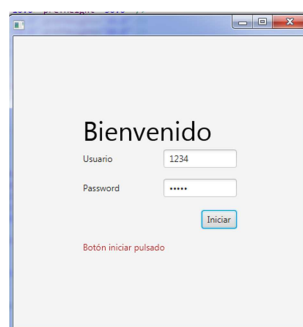 Bienvenido
Usuario 1234
Password •••••
Iniciar
Botón iniciar pulsado